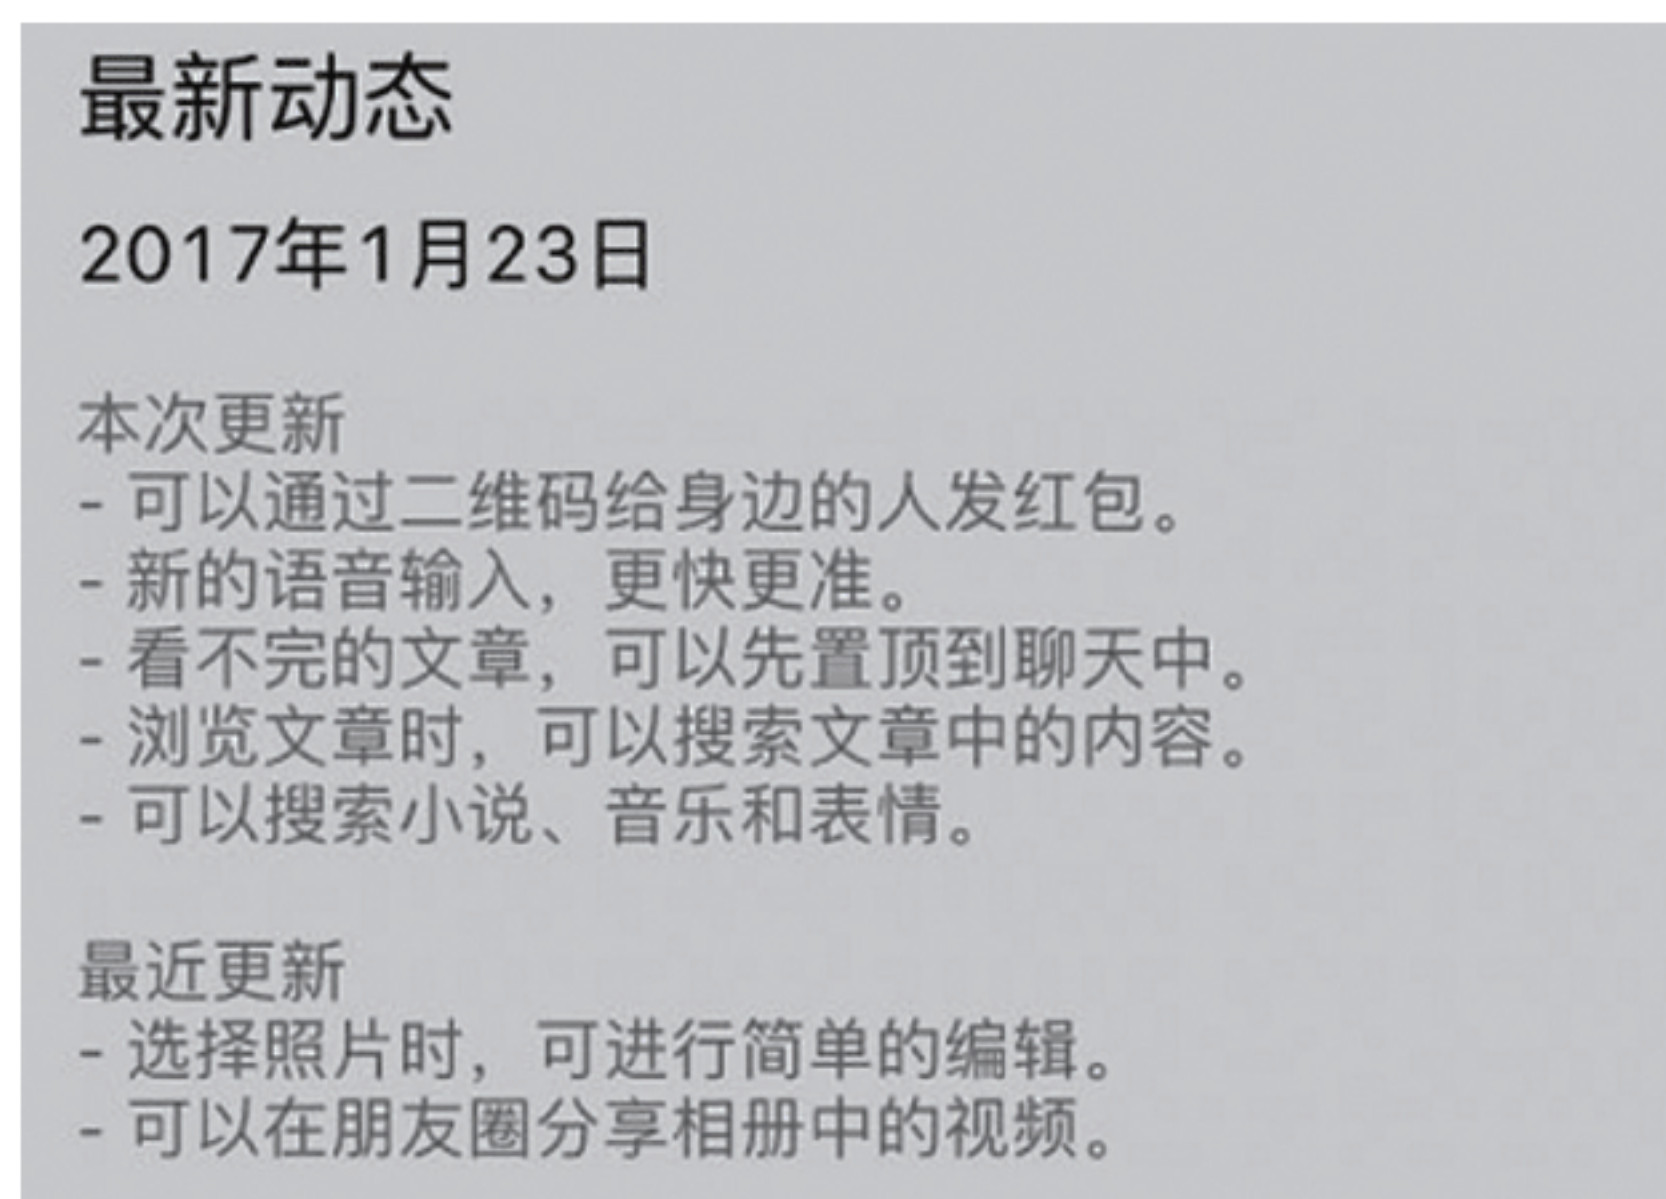 最新动态
2017年1月23日
本次更新
- 可以通过二维码给身边的人发红包。
- 新的语音输入，更快更准。
- 看不完的文章，可以先置顶到聊天中。
- 浏览文章时，可以搜索文章中的内容。
- 可以搜索小说、音乐和表情。
最近更新
- 选择照片时，可进行简单的编辑。
- 可以在朋友圈分享相册中的视频。